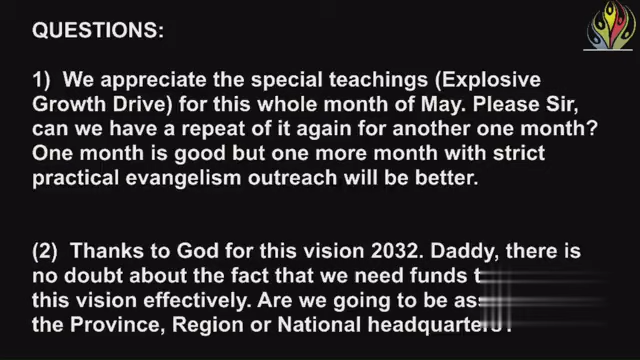 QUESTIONS:
1) We appreciate the special teachings (Explosive
Growth Drive) for this whole month of May. Please Sir,
can we have a repeat of it again for another one month?
One month is good but one more month with strict
practical evangelism outreach will be better.
(2) Thanks to God for this vision 2032. Daddy, there is
no doubt about the fact that we need funds
this vision effectively. Are we going to be
the Province, Region or National headquarters?